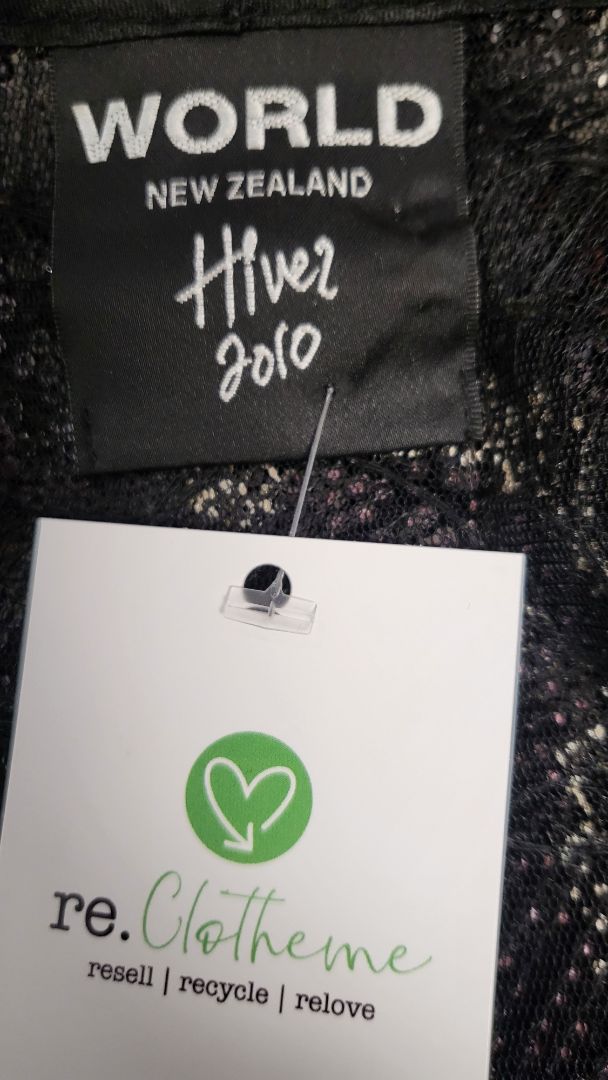 WORLD
NEW ZEALAND
Hiver
2010
re.Clotheme
resell | recycle | relove